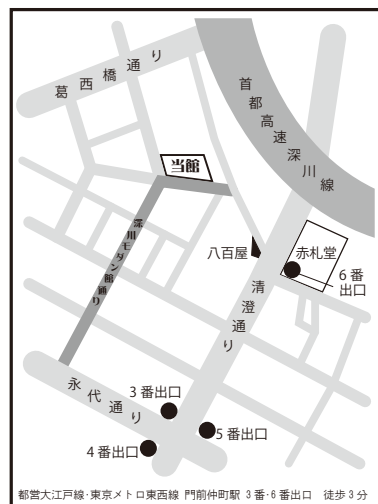 葛西橋通り
首都高速深川線
当館
深川モダン館通り
八百屋
赤札堂
6番
出口
清澄通り
永代通り
3番出口
5番出口
4番出口
都営大江戸線・東京メトロ東西線 門前仲町駅 3番・6番出口 徒歩3分